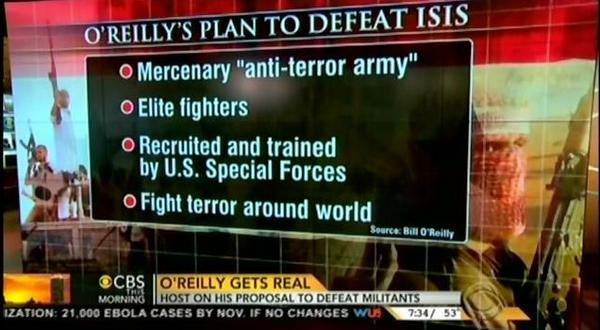 O'REILLY'S PLAN TO DEFEAT ISIS
Mercenary "anti-terror army"
Elite fighters
Recruited and trained
by U.S. Special Forces
Fight terror around world
Source: Bill O'Reilly
CBS
THIS
MORNING
O'REILLY GETS REAL
HOST ON HIS PROPOSAL TO DEFEAT MILITANTS
IZATION: 21,000 EBOLA CASES BY NOV. IF NO CHANGES
7:34/ 53°